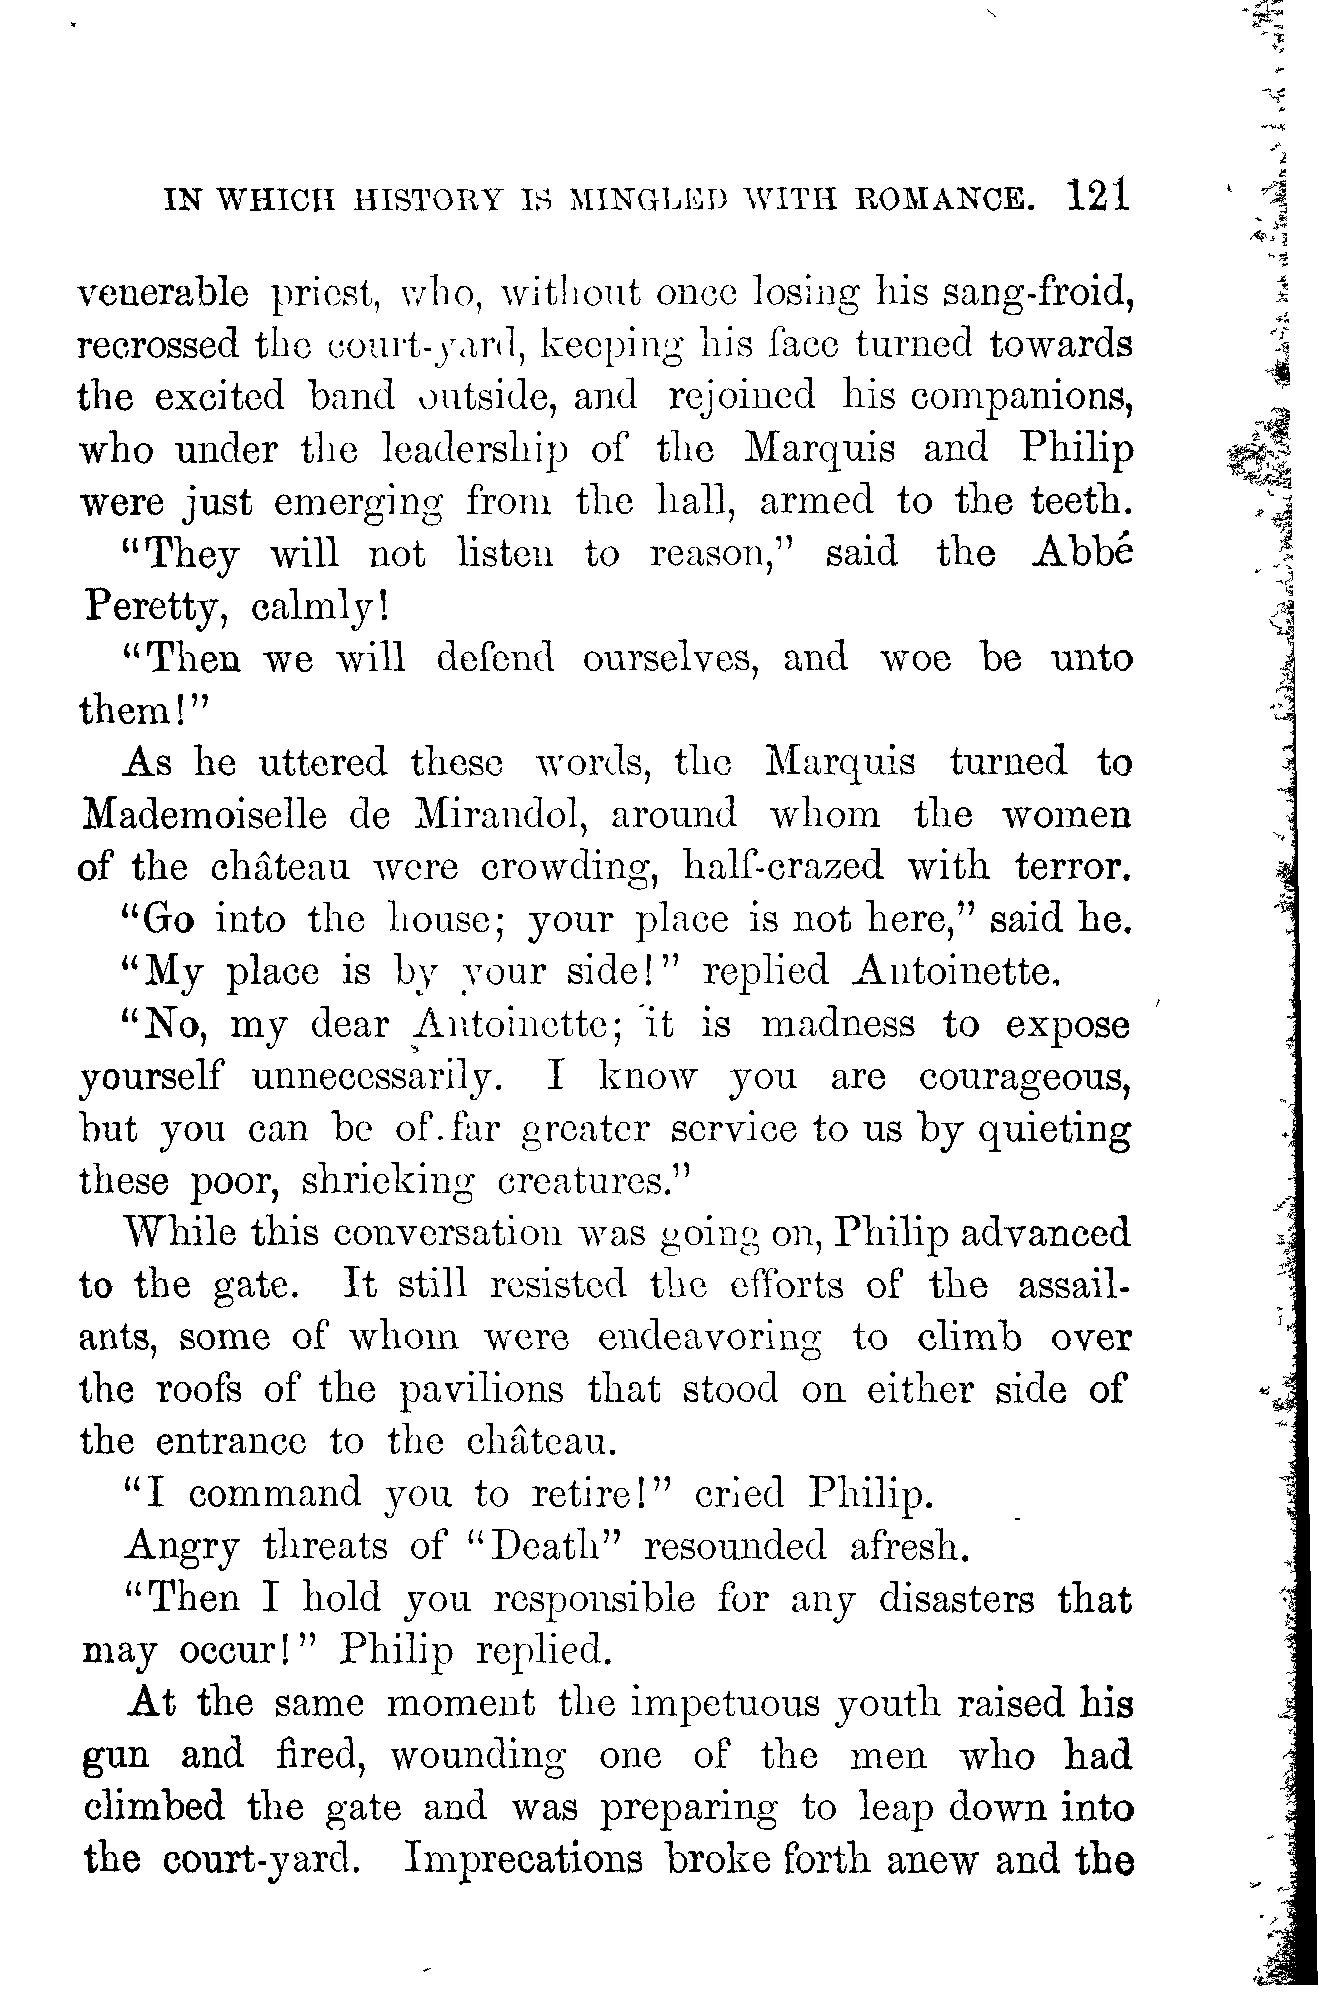 IN WHICH HISTORY IS MINGLED WITH ROMANCE. 121
venerable priest, who, without once losing his sang-froid,
recrossed the court-yard, keeping his face turned towards
the excited band outside, and rejoined his companions,
who under the leadership of the Marquis and Philip
were just emerging from the hall, armed to the teeth.
"They will not listen to reason," said the Abbé
Peretty, calmly!
"Then we will defend ourselves, and woe be unto
them!"
As he uttered these words, the Marquis turned to
Mademoiselle de Mirandol, around whom the women
of the château were crowding, half-crazed with terror.
"Go into the house; your place is not here," said he.
"My place is by your side!" replied Antoinette.
"No, my dear Antoinette; it is madness to expose
yourself unnecessarily. I know you are courageous,
but you can be of far greater service to us by quieting
these poor, shrieking creatures."
While this conversation was going on, Philip advanced
to the gate. It still resisted the efforts of the assail-
ants, some of whom were endeavoring to climb over
the roofs of the pavilions that stood on either side of
the entrance to the château.
"I command you to retire!" cried Philip.
Angry threats of "Death" resounded afresh.
"Then I hold you responsible for any disasters that
may occur!" Philip replied.
At the same moment the impetuous youth raised his
gun and fired, wounding one of the men who had
climbed the gate and was preparing to leap down into
the court-yard. Imprecations broke forth anew and the